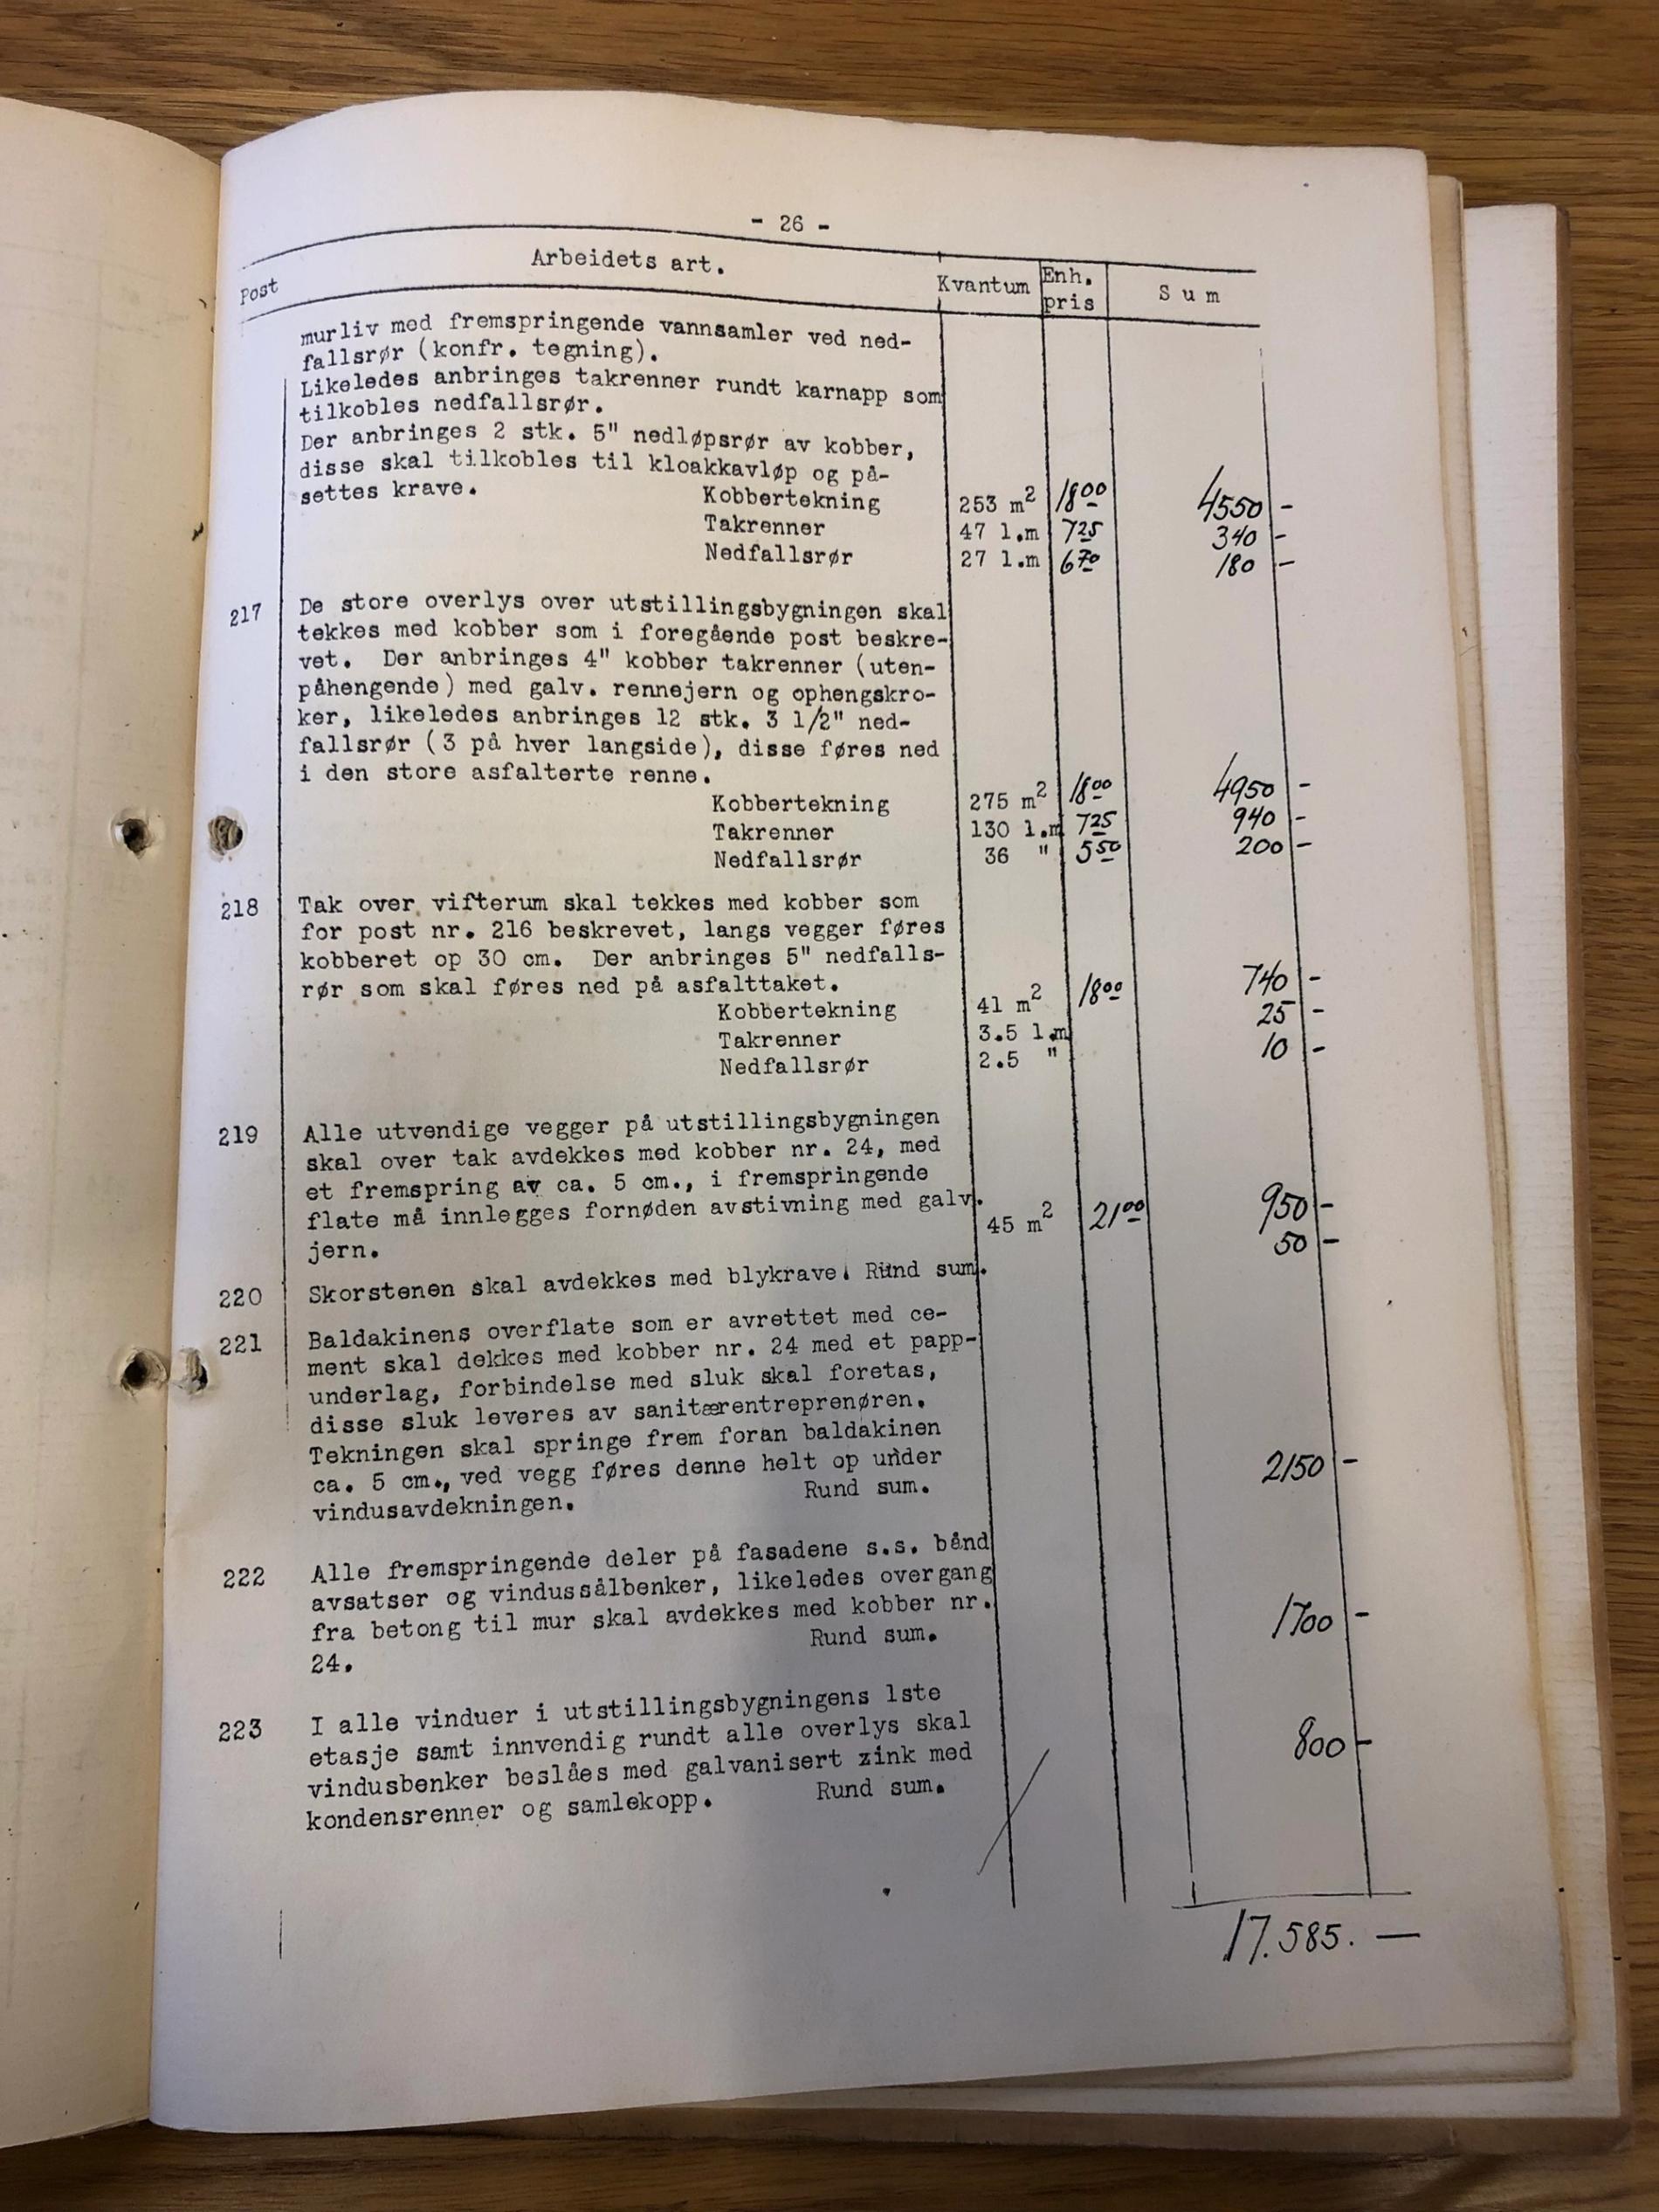 - 26 -
Post Arbeidets art. Kvantum Enh. pris Sum
murliv med fremspringende vannsamler ved ned-
fallsrør (konfr. tegning).
Likeledes anbringes takrenner rundt karnapp som
tilkobles nedfallsrør.
Der anbringes 2 stk. 5" nedløpsrør av kobber,
disse skal tilkobles til kloakkavløp og på-
settes krave.
Kobbertekning 253 m2 18 00 4550 -
Takrenner 47 l.m 7 25 340 -
Nedfallsrør 27 l.m 6 70 180 -
217 De store overlys over utstillingsbygningen skal
tekkes med kobber som i foregående post beskre-
vet. Der anbringes 4" kobber takrenner (uten-
påhengende) med galv. rennejern og ophengskro-
ker, likeledes anbringes 12 stk. 3 1/2" ned-
fallsrør (3 på hver langside), disse føres ned
i den store asfalterte renne.
Kobbertekning 275 m2 18 00 4950 -
Takrenner 130 l.m 7 25 940 -
Nedfallsrør 36 " 5 50 200 -
218 Tak over vifterum skal tekkes med kobber som
for post nr. 216 beskrevet, langs vegger føres
kobberet op 30 cm. Der anbringes 5" nedfalls-
rør som skal føres ned på asfalttaket.
Kobbertekning 41 m2 18 00 740 -
Takrenner 3.5 l.m 25 -
Nedfallsrør 2.5 " 10 -
219 Alle utvendige vegger på utstillingsbygningen
skal over tak avdekkes med kobber nr. 24, med
et fremspring av ca. 5 cm., i fremspringende
flate må innlegges fornøden avstivning med galv.
jern. 45 m2 21 00 950 -
220 Skorstenen skal avdekkes med blykrave. Rund sum. 50 -
221 Baldakinens overflate som er avrettet med ce-
ment skal dekkes med kobber nr. 24 med et papp-
underlag, forbindelse med sluk skal foretas,
disse sluk leveres av sanitærentreprenøren.
Tekningen skal springe frem foran baldakinen
ca. 5 cm., ved vegg føres denne helt op under
vindusavdekningen. Rund sum. 2150 -
222 Alle fremspringende deler på fasadene s.s. bånd
avsatser og vindussålbenker, likeledes overgang
fra betong til mur skal avdekkes med kobber nr.
24. Rund sum. 1700 -
223 I alle vinduer i utstillingsbygningens 1ste
etasje samt innvendig rundt alle overlys skal
vindusbenker beslåes med galvanisert zink med
kondensrenner og samlekopp. Rund sum. 800 -
17.585. —